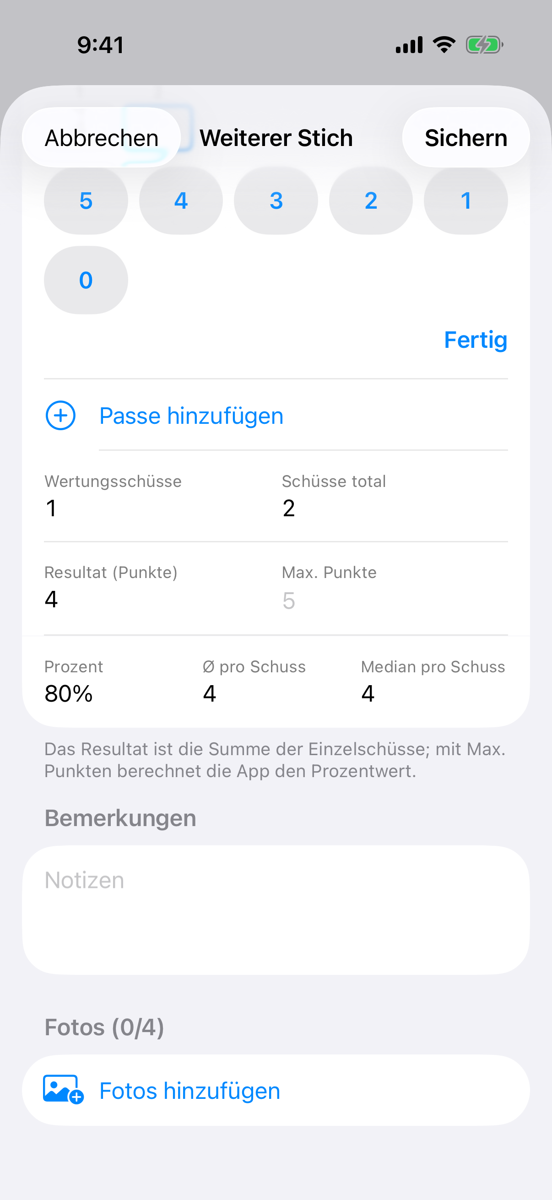 9:41
Abbrechen Weiterer Stich Sichern
5 4 3 2 1
0
Fertig
Passe hinzufügen
Wertungsschüsse Schüsse total
1 2
Resultat (Punkte) Max. Punkte
4 5
Prozent Ø pro Schuss Median pro Schuss
80% 4 4
Das Resultat ist die Summe der Einzelschüsse; mit Max.
Punkten berechnet die App den Prozentwert.
Bemerkungen
Notizen
Fotos (0/4)
Fotos hinzufügen